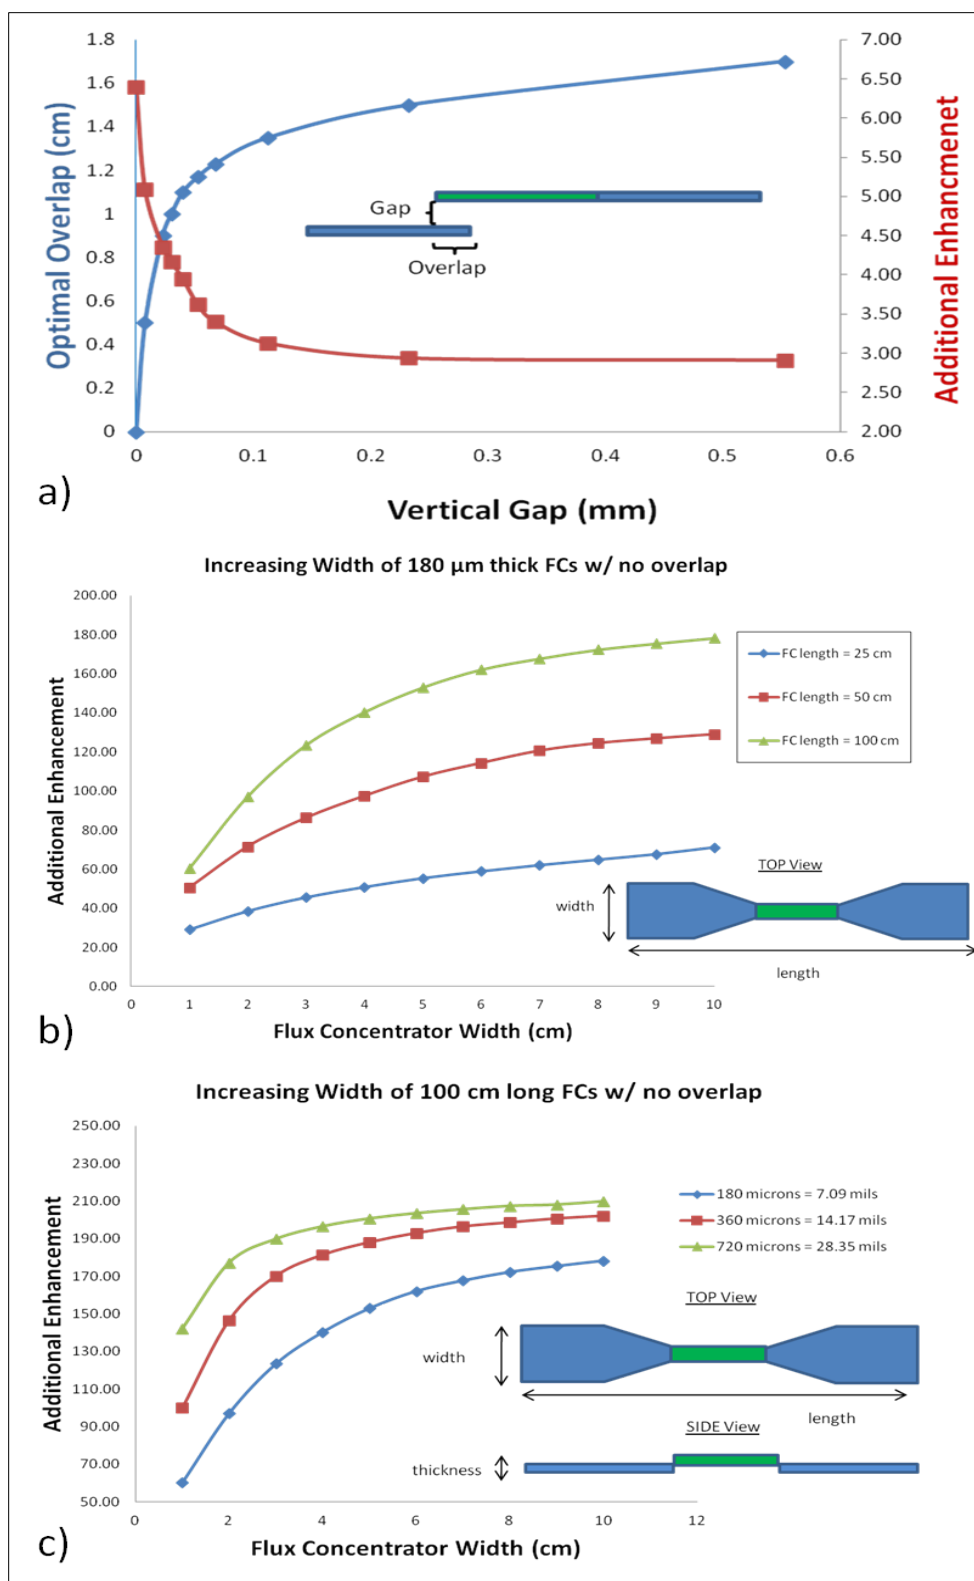 1.8
1.6
1.4
1.2
1
0.8
0.6
0.4
0.2
0
Optimal Overlap (cm)
7.00
6.50
6.00
5.50
5.00
4.50
4.00
3.50
3.00
2.50
2.00
Additional Enhancmenet
Gap
Overlap
0 0.1 0.2 0.3 0.4 0.5 0.6
Vertical Gap (mm)
a)
Increasing Width of 180 µm thick FCs w/ no overlap
200.00
180.00
160.00
140.00
120.00
100.00
80.00
60.00
40.00
20.00
0.00
Additional Enhancement
FC length = 25 cm
FC length = 50 cm
FC length = 100 cm
TOP View
width
length
0 1 2 3 4 5 6 7 8 9 10
Flux Concentrator Width (cm)
b)
Increasing Width of 100 cm long FCs w/ no overlap
250.00
230.00
210.00
190.00
170.00
150.00
130.00
110.00
90.00
70.00
50.00
Additional Enhancement
180 microns = 7.09 mils
360 microns = 14.17 mils
720 microns = 28.35 mils
TOP View
width
length
SIDE View
thickness
0 2 4 6 8 10 12
Flux Concentrator Width (cm)
c)